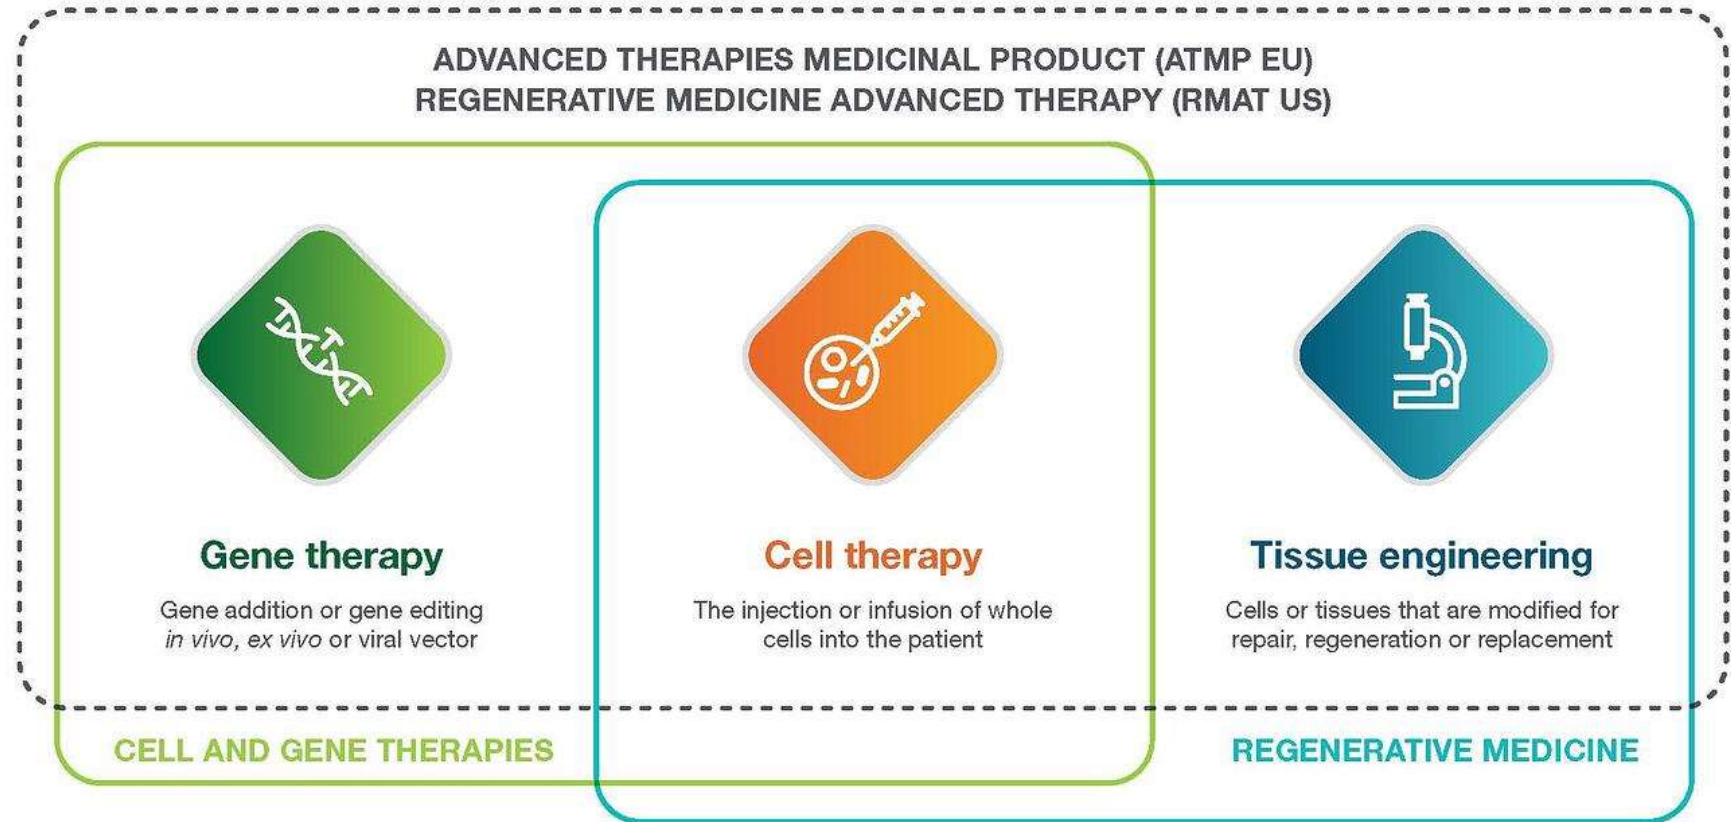 ADVANCED THERAPIES MEDICINAL PRODUCT (ATMP EU)
REGENERATIVE MEDICINE ADVANCED THERAPY (RMAT US)
Gene therapy
Gene addition or gene editing
in vivo, ex vivo or viral vector
Cell therapy
The injection or infusion of whole
cells into the patient
Tissue engineering
Cells or tissues that are modified for
repair, regeneration or replacement
CELL AND GENE THERAPIES
REGENERATIVE MEDICINE